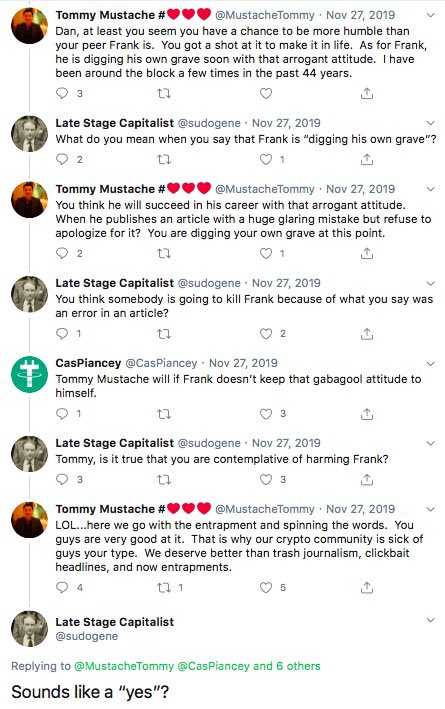 Tommy Mustache #❤️❤️❤️ @MustacheTommy · Nov 27, 2019
Dan, at least you seem you have a chance to be more humble than
your peer Frank is.  You got a shot at to make it in life.  As for Frank,
he is digging his own grave soon with that arrogant attitude.  I have
been around the block a few times in the past 44 years.
3
Late Stage Capitalist @sudogene · Nov 27, 2019
What do you mean when you say that Frank is “digging his own grave”?
2 1
Tommy Mustache #❤️❤️❤️ @MustacheTommy · Nov 27, 2019
You think he will succeed in his career with that arrogant attitude.
When he publishes an article with a huge glaring mistake but refuse to
apologize for it?  You are digging your own grave at this point.
2 1
Late Stage Capitalist @sudogene · Nov 27, 2019
You think somebody is going to kill Frank because of what you say was
an error in an article?
1 2
CasPiancey @CasPiancey · Nov 27, 2019
Tommy Mustache will if Frank doesn’t keep that gabagool attitude to
himself.
1 3
Late Stage Capitalist @sudogene · Nov 27, 2019
Tommy, is it true that you are contemplative of harming Frank?
3 3
Tommy Mustache #❤️❤️❤️ @MustacheTommy · Nov 27, 2019
LOL...here we go with the entrapment and spinning the words.  You
guys are very good at it.  That is why our crypto community is sick of
guys your type.  We deserve better than trash journalism, clickbait
headlines, and now entrapments.
4 1 5
Late Stage Capitalist
@sudogene
Replying to @MustacheTommy @CasPiancey and 6 others
Sounds like a “yes”?